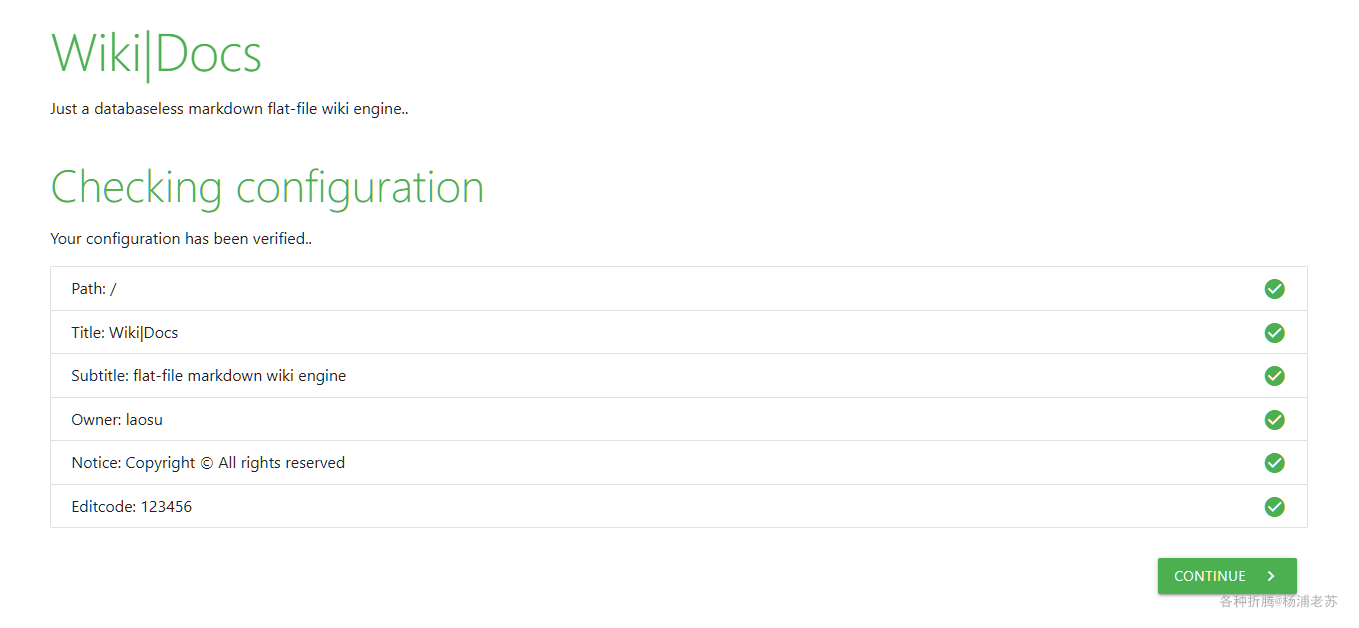 Wiki|Docs
Just a databaseless markdown flat-file wiki engine..
Checking configuration
Your configuration has been verified..
Path: /
Title: Wiki|Docs
Subtitle: flat-file markdown wiki engine
Owner: laosu
Notice: Copyright © All rights reserved
Editcode: 123456
CONTINUE
各种折腾@杨浦老苏